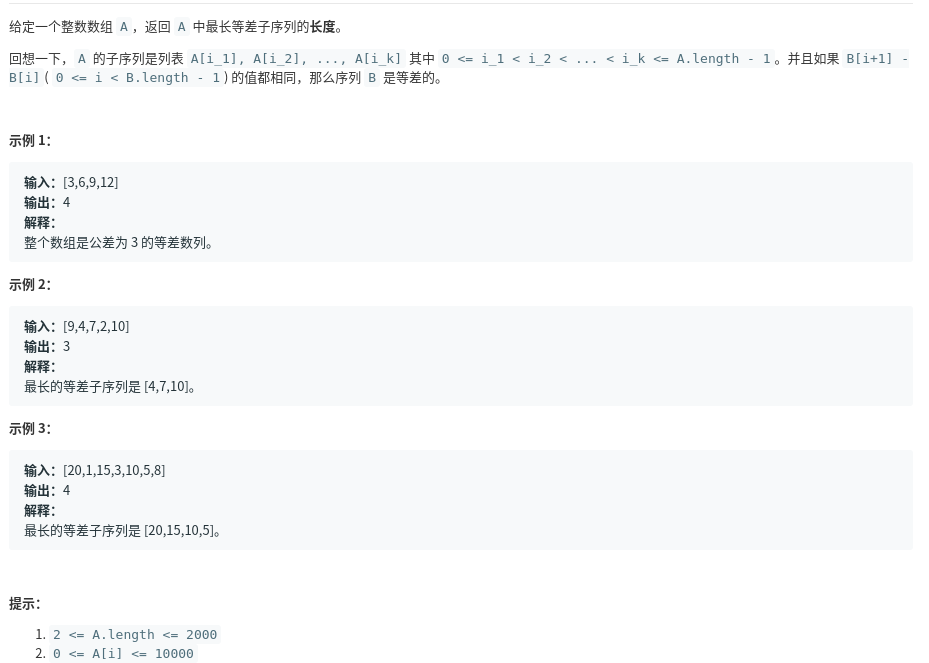 给定一个整数数组 A，返回 A 中最长等差子序列的长度。
回想一下，A 的子序列是列表 A[i_1], A[i_2], ..., A[i_k] 其中 0 <= i_1 < i_2 < ... < i_k <= A.length - 1。并且如果 B[i+1] -
B[i]( 0 <= i < B.length - 1) 的值都相同，那么序列 B 是等差的。
示例 1：
输入：[3,6,9,12]
输出：4
解释：
整个数组是公差为 3 的等差数列。
示例 2：
输入：[9,4,7,2,10]
输出：3
解释：
最长的等差子序列是 [4,7,10]。
示例 3：
输入：[20,1,15,3,10,5,8]
输出：4
解释：
最长的等差子序列是 [20,15,10,5]。
提示：
1. 2 <= A.length <= 2000
2. 0 <= A[i] <= 10000